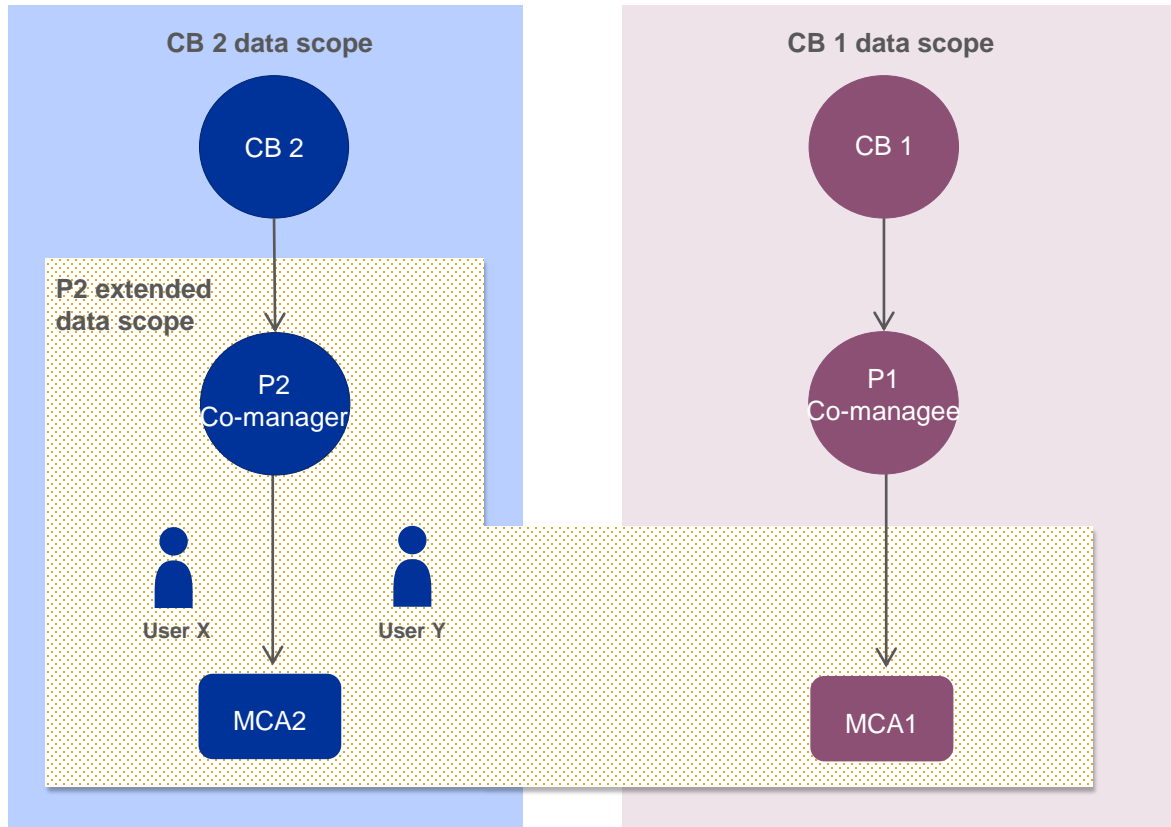 CB 2 data scope
CB 1 data scope
CB 2
CB 1
P2 extended
data scope
P2
Co-manager
P1
Co-managee
User X
User Y
MCA2
MCA1